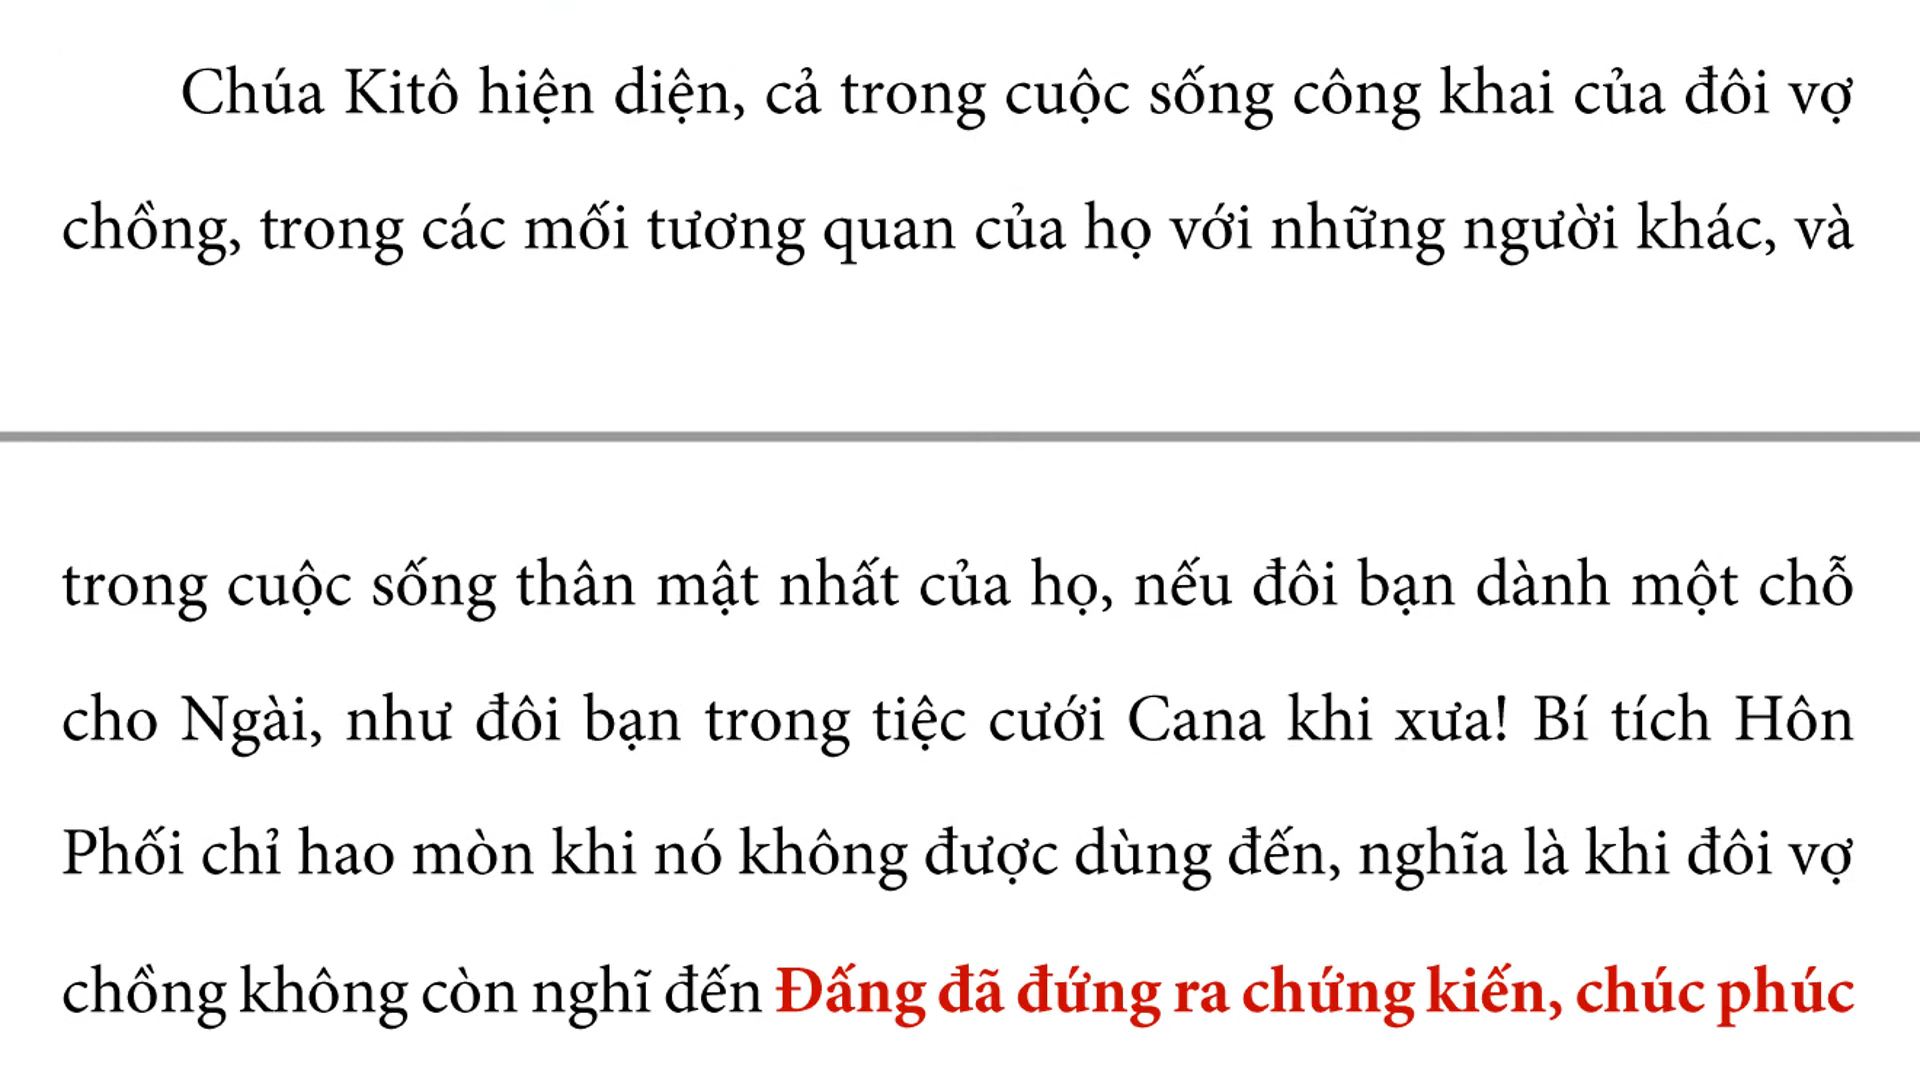 Chúa Kitô hiện diện, cả trong cuộc sống công khai của đôi vợ
chồng, trong các mối tương quan của họ với những người khác, và
trong cuộc sống thân mật nhất của họ, nếu đôi bạn dành một chỗ
cho Ngài, như đôi bạn trong tiệc cưới Cana khi xưa! Bí tích Hôn
Phối chỉ hao mòn khi nó không được dùng đến, nghĩa là khi đôi vợ
chồng không còn nghĩ đến Đấng đã đứng ra chứng kiến, chúc phúc